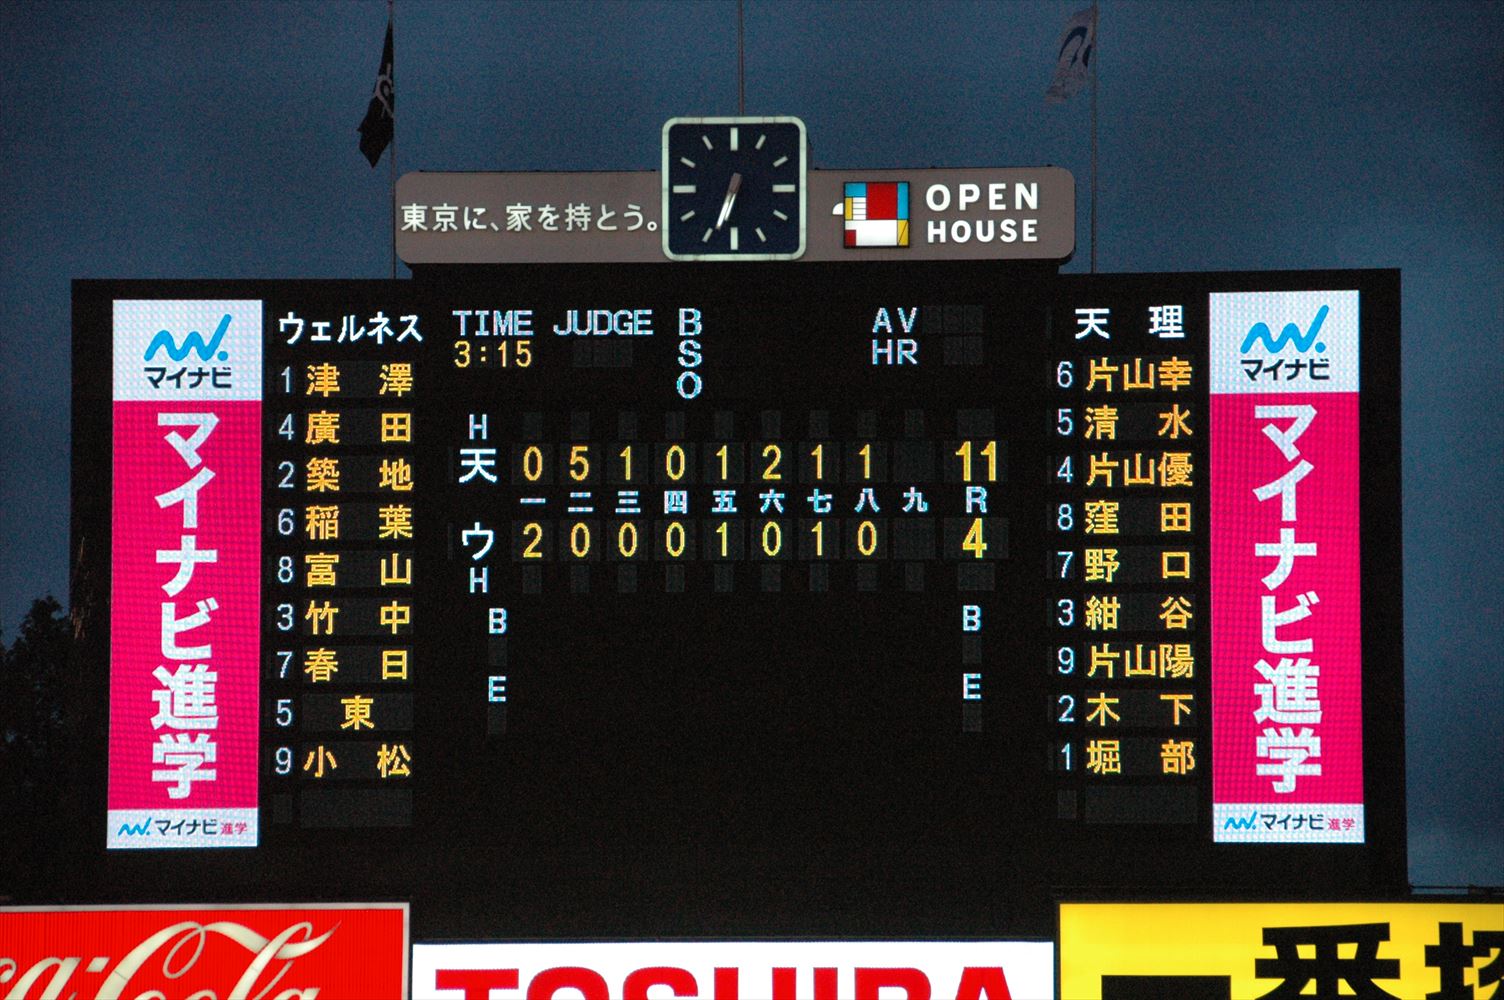 東京に、家を持とう。
OPEN
HOUSE
マイナビ
マイナビ進学
マイナビ進学
ウェルネス
1 津澤
4 廣田
2 築地
6 稲葉
8 富山
3 竹中
7 春日
5 東
9 小松
TIME JUDGE B
3:15 S
O
AV
HR
H
天 0 5 1 0 1 2 1 1 11
一 二 三 四 五 六 七 八 九 R
ウ 2 0 0 0 1 0 1 0 4
H
B B
E E
天理
6 片山幸
5 清水
4 片山優
8 窪田
7 野口
3 紺谷
9 片山陽
2 木下
1 堀部
マイナビ
マイナビ進学
マイナビ進学
Coca-Cola
TOSHIBA
一番搾